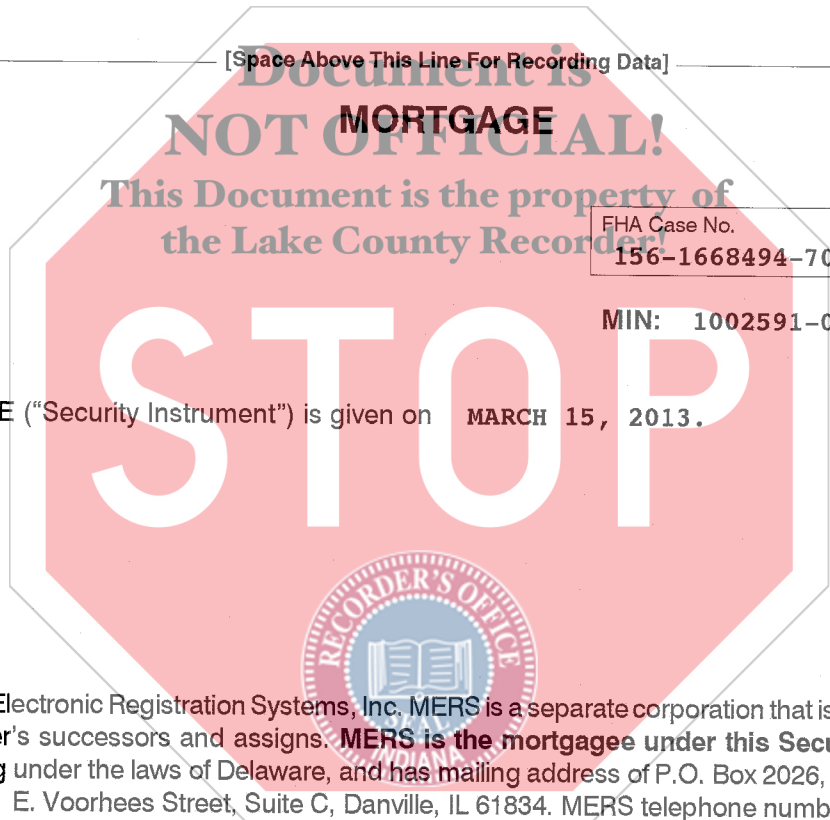 [Space Above This Line For Recording Data]
Document is
MORTGAGE
NOT OFFICIAL!
This Document is the property of
the Lake County Recorder!
FHA Case No.
156-1668494-70
MIN: 1002591-0
STOP
E (“Security Instrument”) is given on MARCH 15, 2013.
RECORDER'S OFFICE
SEAL
INDIANA
Electronic Registration Systems, Inc. MERS is a separate corporation that is
er's successors and assigns. MERS is the mortgagee under this Secu
g under the laws of Delaware, and has mailing address of P.O. Box 2026,
E. Voorhees Street, Suite C, Danville, IL 61834. MERS telephone numb